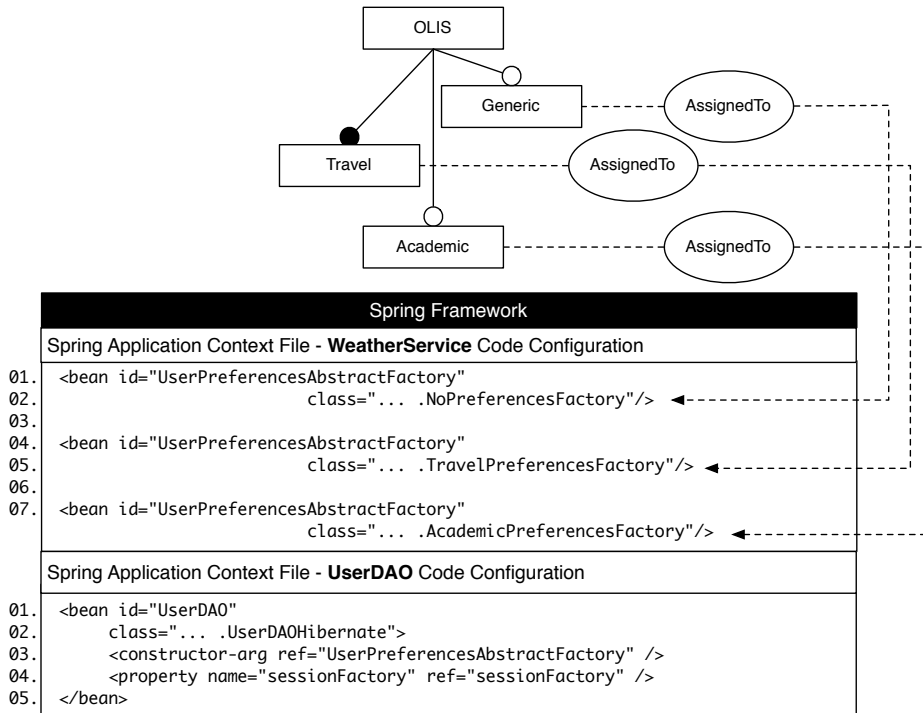 OLIS
Generic
AssignedTo
Travel
AssignedTo
Academic
AssignedTo
Spring Framework
Spring Application Context File - WeatherService Code Configuration
01. <bean id="UserPreferencesAbstractFactory"
02. class="... .NoPreferencesFactory"/>
03.
04. <bean id="UserPreferencesAbstractFactory"
05. class="... .TravelPreferencesFactory"/>
06.
07. <bean id="UserPreferencesAbstractFactory"
class="... .AcademicPreferencesFactory"/>
Spring Application Context File - UserDAO Code Configuration
01. <bean id="UserDAO"
02. class="... .UserDAOHibernate">
03. <constructor-arg ref="UserPreferencesAbstractFactory" />
04. <property name="sessionFactory" ref="sessionFactory" />
05. </bean>